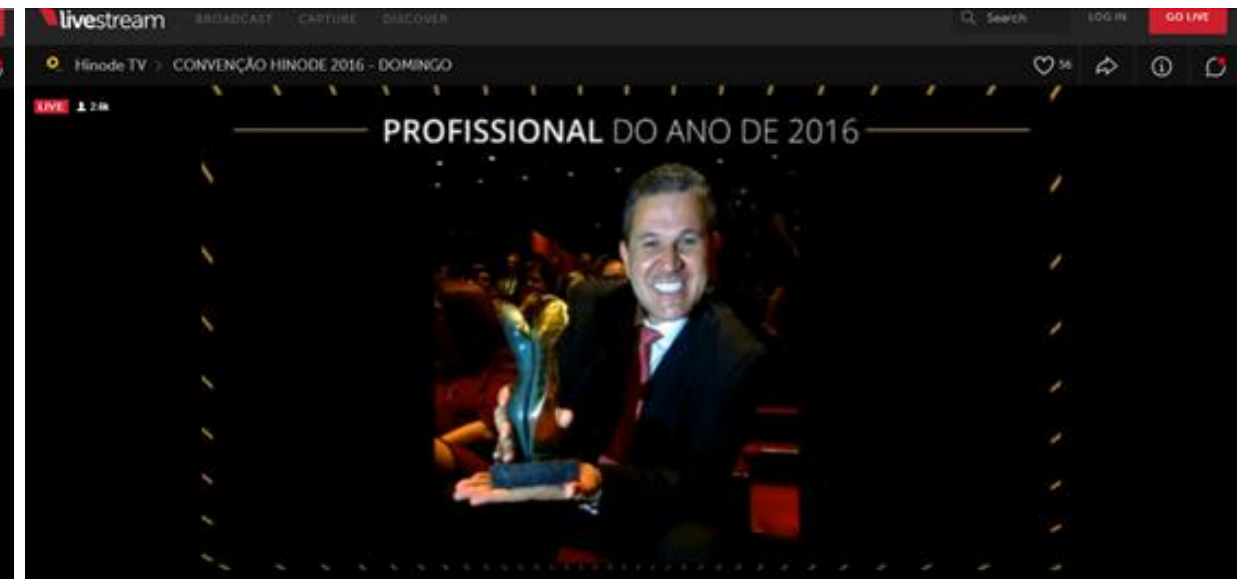 livestream BROADCAST CAPTURE DISCOVER Search LOG IN GO LIVE
Hinode TV > CONVENÇÃO HINODE 2016 - DOMINGO 56
LIVE 2.8k
PROFISSIONAL DO ANO DE 2016